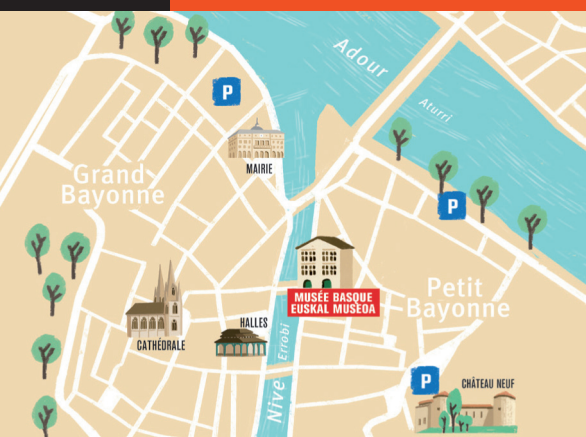 Adour
Aturri
P
MAIRIE
Grand
Bayonne
P
MUSÉE BASQUE
EUSKAL MUSEOA
Petit
Bayonne
HALLES
CATHÉDRALE
Errobi
Nive
P
CHÂTEAU NEUF